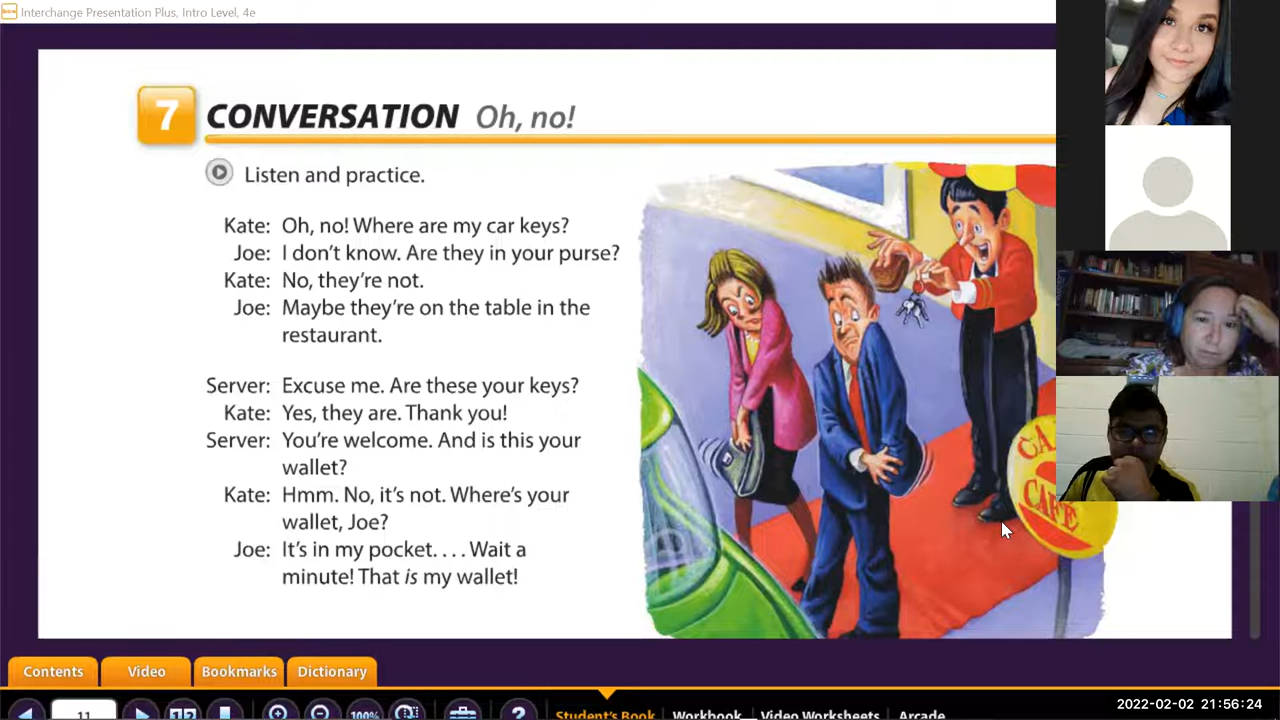 Interchange Presentation Plus, Intro Level, 4e
7 CONVERSATION Oh, no!
Listen and practice.
Kate: Oh, no! Where are my car keys?
Joe: I don't know. Are they in your purse?
Kate: No, they're not.
Joe: Maybe they're on the table in the
restaurant.
Server: Excuse me. Are these your keys?
Kate: Yes, they are. Thank you!
Server: You're welcome. And is this your
wallet?
Kate: Hmm. No, it's not. Where's your
wallet, Joe?
Joe: It's in my pocket. . . . Wait a
minute! That is my wallet!
CAFÉ
Contents Video Bookmarks Dictionary
11 100% ? Student's Book Workbook Video Worksheets Arcade
2022-02-02 21:56:24